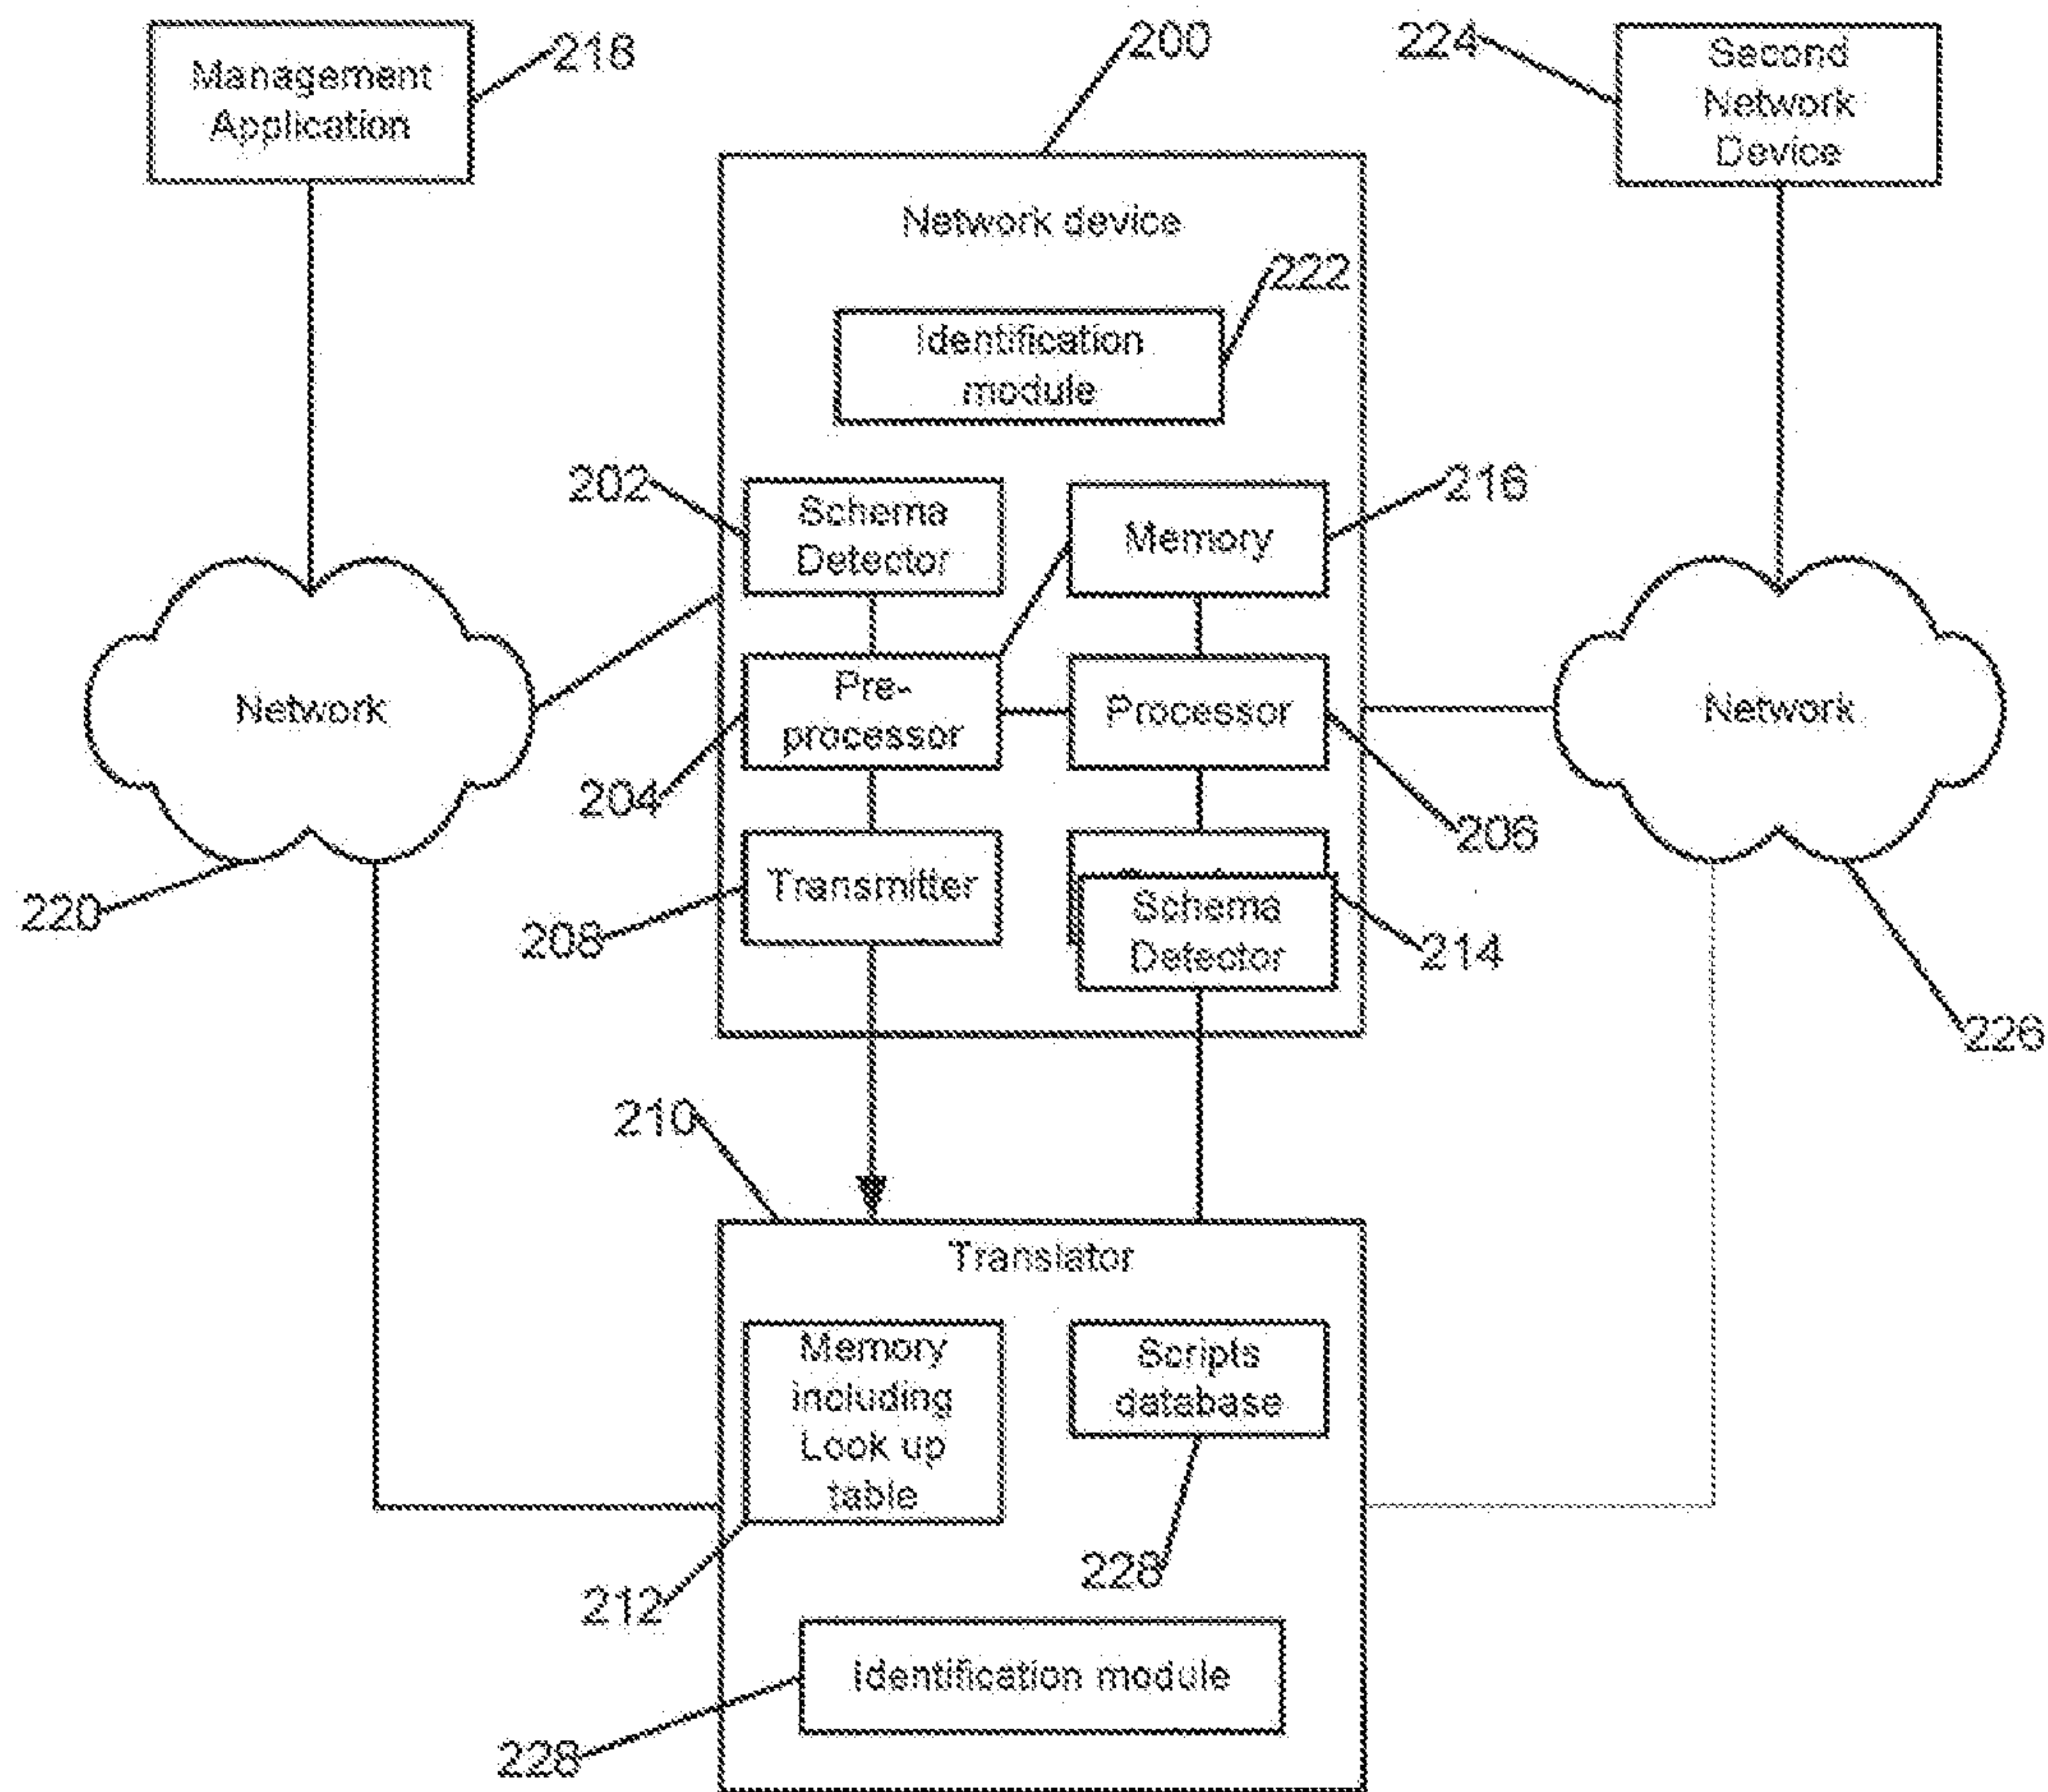 218
200
224
Management
Application
Second
Network
Device
Network device
222
Identification
module
202
216
Schema
Detector
Memory
Network
Pre-
processor
Processor
Network
204
206
Transmitter
Schema
Detector
220
208
214
226
210
Translator
Memory
including
Look up
table
Scripts
database
212
228
Identification module
228